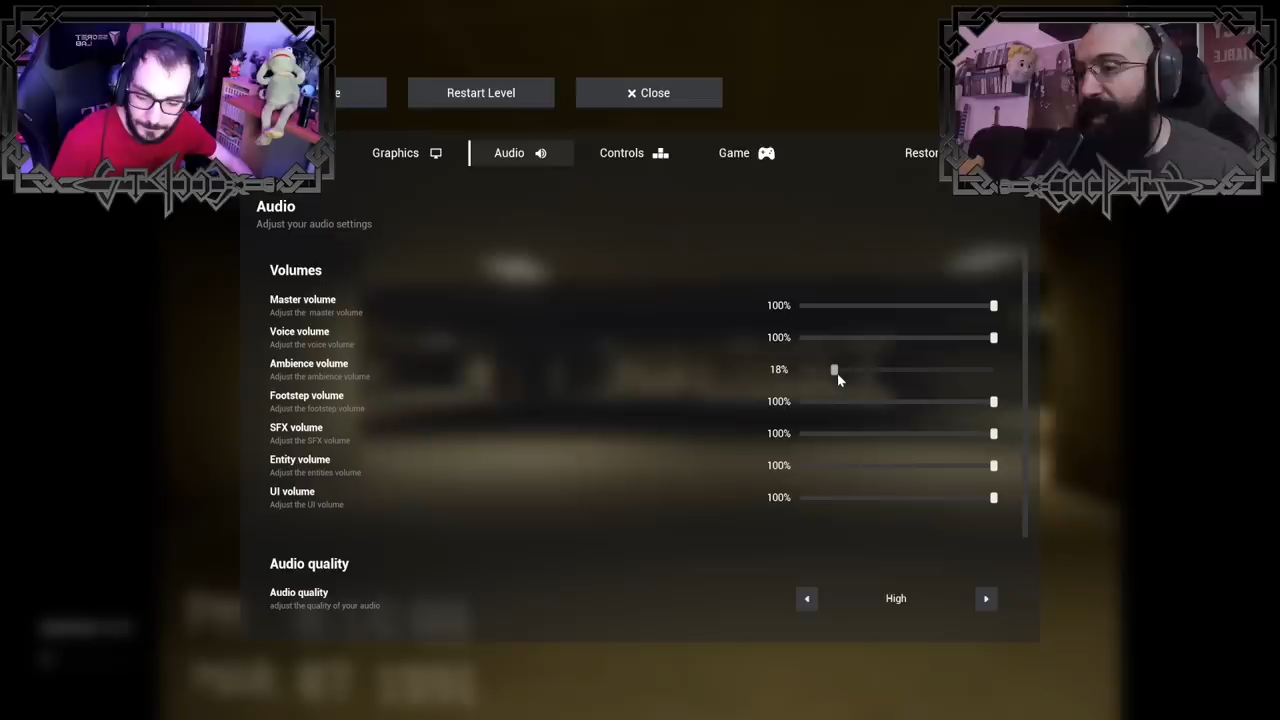 Restart Level
Close
Graphics
Audio
Controls
Game
Restor
Audio
Adjust your audio settings
Volumes
Master volume
Adjust the master volume
100%
Voice volume
Adjust the voice volume
100%
Ambience volume
Adjust the ambience volume
18%
Footstep volume
Adjust the footstep volume
100%
SFX volume
Adjust the SFX volume
100%
Entity volume
Adjust the entities volume
100%
UI volume
Adjust the UI volume
100%
Audio quality
Audio quality
adjust the quality of your audio
High